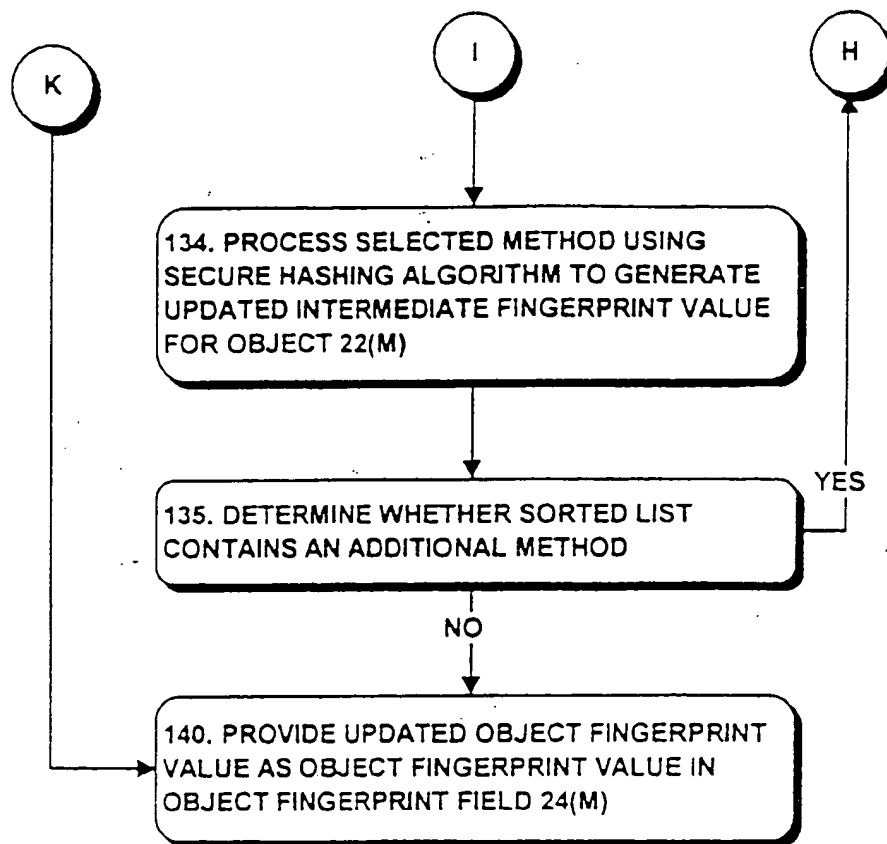 K
I
H
134. PROCESS SELECTED METHOD USING
SECURE HASHING ALGORITHM TO GENERATE
UPDATED INTERMEDIATE FINGERPRINT VALUE
FOR OBJECT 22(M)
YES
135. DETERMINE WHETHER SORTED LIST
CONTAINS AN ADDITIONAL METHOD
NO
140. PROVIDE UPDATED OBJECT FINGERPRINT
VALUE AS OBJECT FINGERPRINT VALUE IN
OBJECT FINGERPRINT FIELD 24(M)